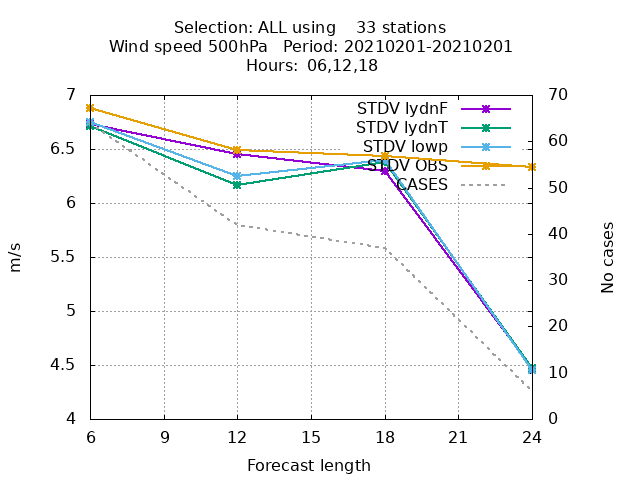 Selection: ALL using 33 stations
Wind speed 500hPa Period: 20210201-20210201
Hours: 06,12,18
7
6.5
6
5.5
5
4.5
4
70
60
50
40
30
20
10
0
STDV lydnF
STDV lydnT
STDV lowp
STDV OBS
CASES
m/s
No cases
6 9 12 15 18 21 24
Forecast length